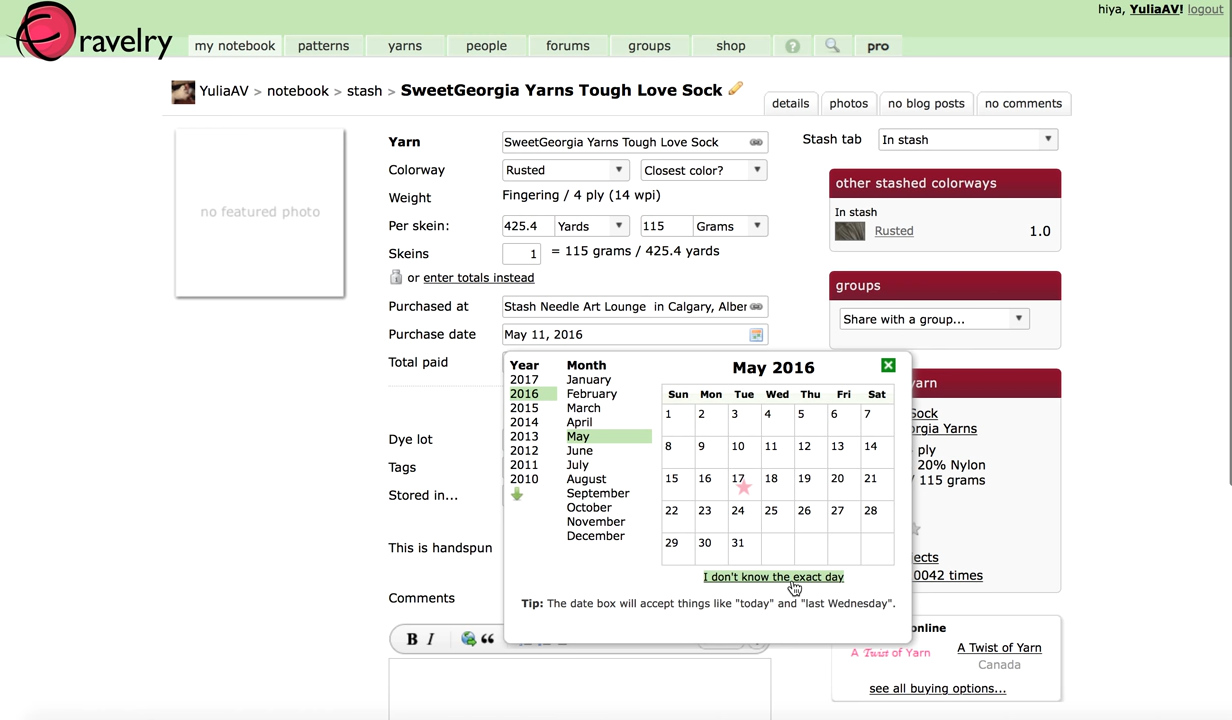 hiya, YuliaAV! logout
ravelry
my notebook patterns yarns people forums groups shop ? pro
YuliaAV > notebook > stash > SweetGeorgia Yarns Tough Love Sock
details photos no blog posts no comments
no featured photo
Yarn SweetGeorgia Yarns Tough Love Sock
Colorway Rusted Closest color?
Weight Fingering / 4 ply (14 wpi)
Per skein: 425.4 Yards 115 Grams
Skeins 1 = 115 grams / 425.4 yards
or enter totals instead
Purchased at Stash Needle Art Lounge in Calgary, Alber
Purchase date May 11, 2016
Total paid
Dye lot
Tags
Stored in...
This is handspun
Comments
B I
Year Month
2017 January
2016 February
2015 March
2014 April
2013 May
2012 June
2011 July
2010 August
September
October
November
December
May 2016
Sun Mon Tue Wed Thu Fri Sat
1 2 3 4 5 6 7
8 9 10 11 12 13 14
15 16 17 18 19 20 21
22 23 24 25 26 27 28
29 30 31
I don't know the exact day
Tip: The date box will accept things like "today" and "last Wednesday".
Stash tab In stash
other stashed colorways
In stash
Rusted 1.0
groups
Share with a group...
yarn
Sock
orgia Yarns
ply
20% Nylon
115 grams
ects
0042 times
online
A Twist of Yarn A Twist of Yarn
Canada
see all buying options...